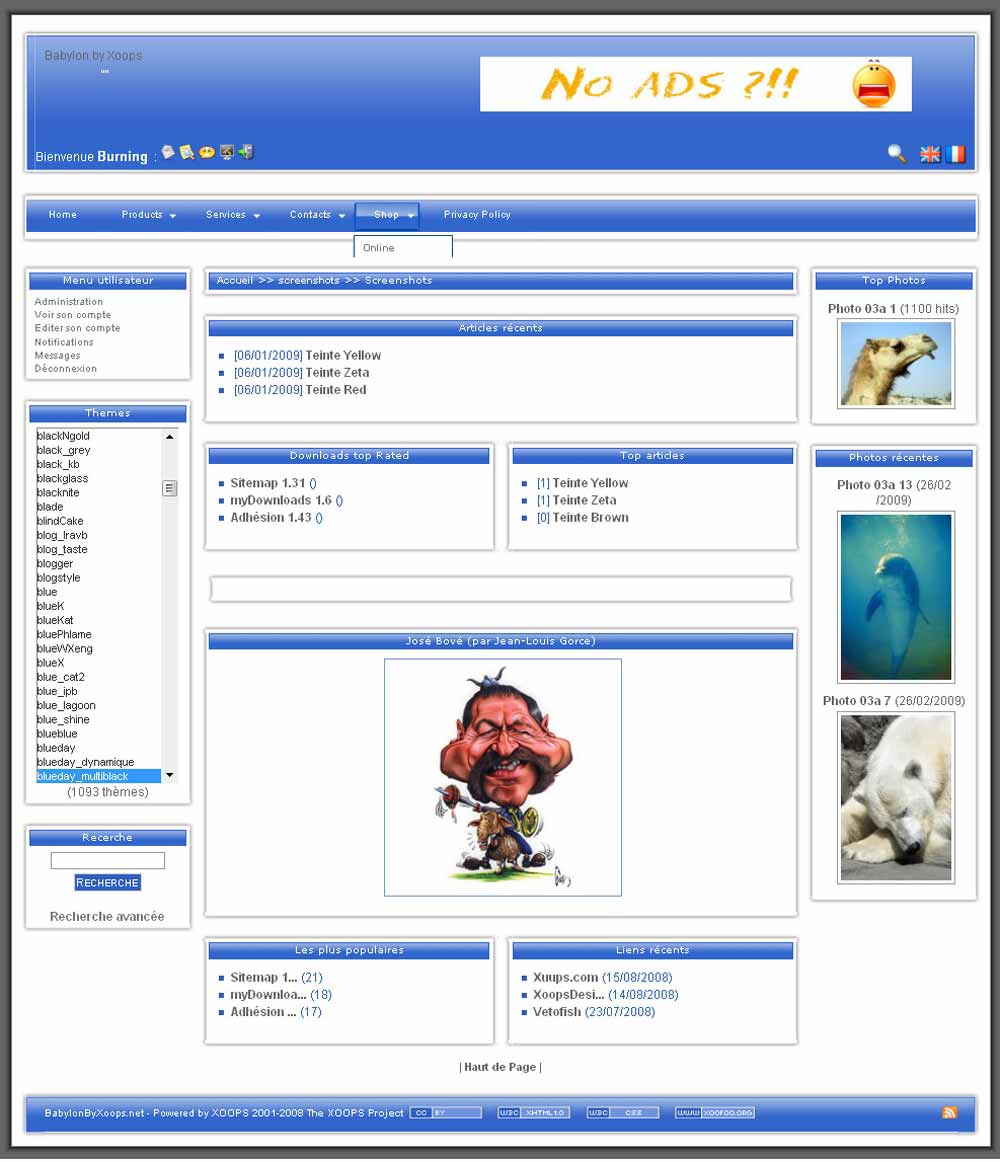 Babylon by Xoops
No ADS ?!!
Bienvenue Burning :
Home Products Services Contacts Shop Privacy Policy
Online
Menu utilisateur
Administration
Voir son compte
Editer son compte
Notifications
Messages
Déconnexion
Themes
blackNgold
black_grey
black_kb
blackglass
blacknite
blade
blindCake
blog_lravb
blog_taste
blogger
blogstyle
blue
blueK
blueKat
bluePhlame
blueWXeng
blueX
blue_cat2
blue_ipb
blue_lagoon
blue_shine
blueblue
blueday
blueday_dynamique
blueday_multiblack
(1093 thèmes)
Recerche
RECHERCHE
Recherche avancée
Accueil >> screenshots >> Screenshots
Articles récents
[06/01/2009] Teinte Yellow
[06/01/2009] Teinte Zeta
[06/01/2009] Teinte Red
Downloads top Rated
Sitemap 1.31 ()
myDownloads 1.6 ()
Adhésion 1.43 ()
Top articles
[1] Teinte Yellow
[1] Teinte Zeta
[0] Teinte Brown
José Bové (par Jean-Louis Gorce)
Les plus populaires
Sitemap 1... (21)
myDownloa... (18)
Adhésion ... (17)
Liens récents
Xuups.com (15/08/2008)
XoopsDesi... (14/08/2008)
Vetofish (23/07/2008)
Top Photos
Photo 03a 1 (1100 hits)
Photos récentes
Photo 03a 13 (26/02
/2009)
Photo 03a 7 (26/02/2009)
| Haut de Page |
BabylonByXoops.net - Powered by XOOPS 2001-2008 The XOOPS Project CC BY W3C XHTML 1.0 W3C CSS WWW XOOFOO.ORG